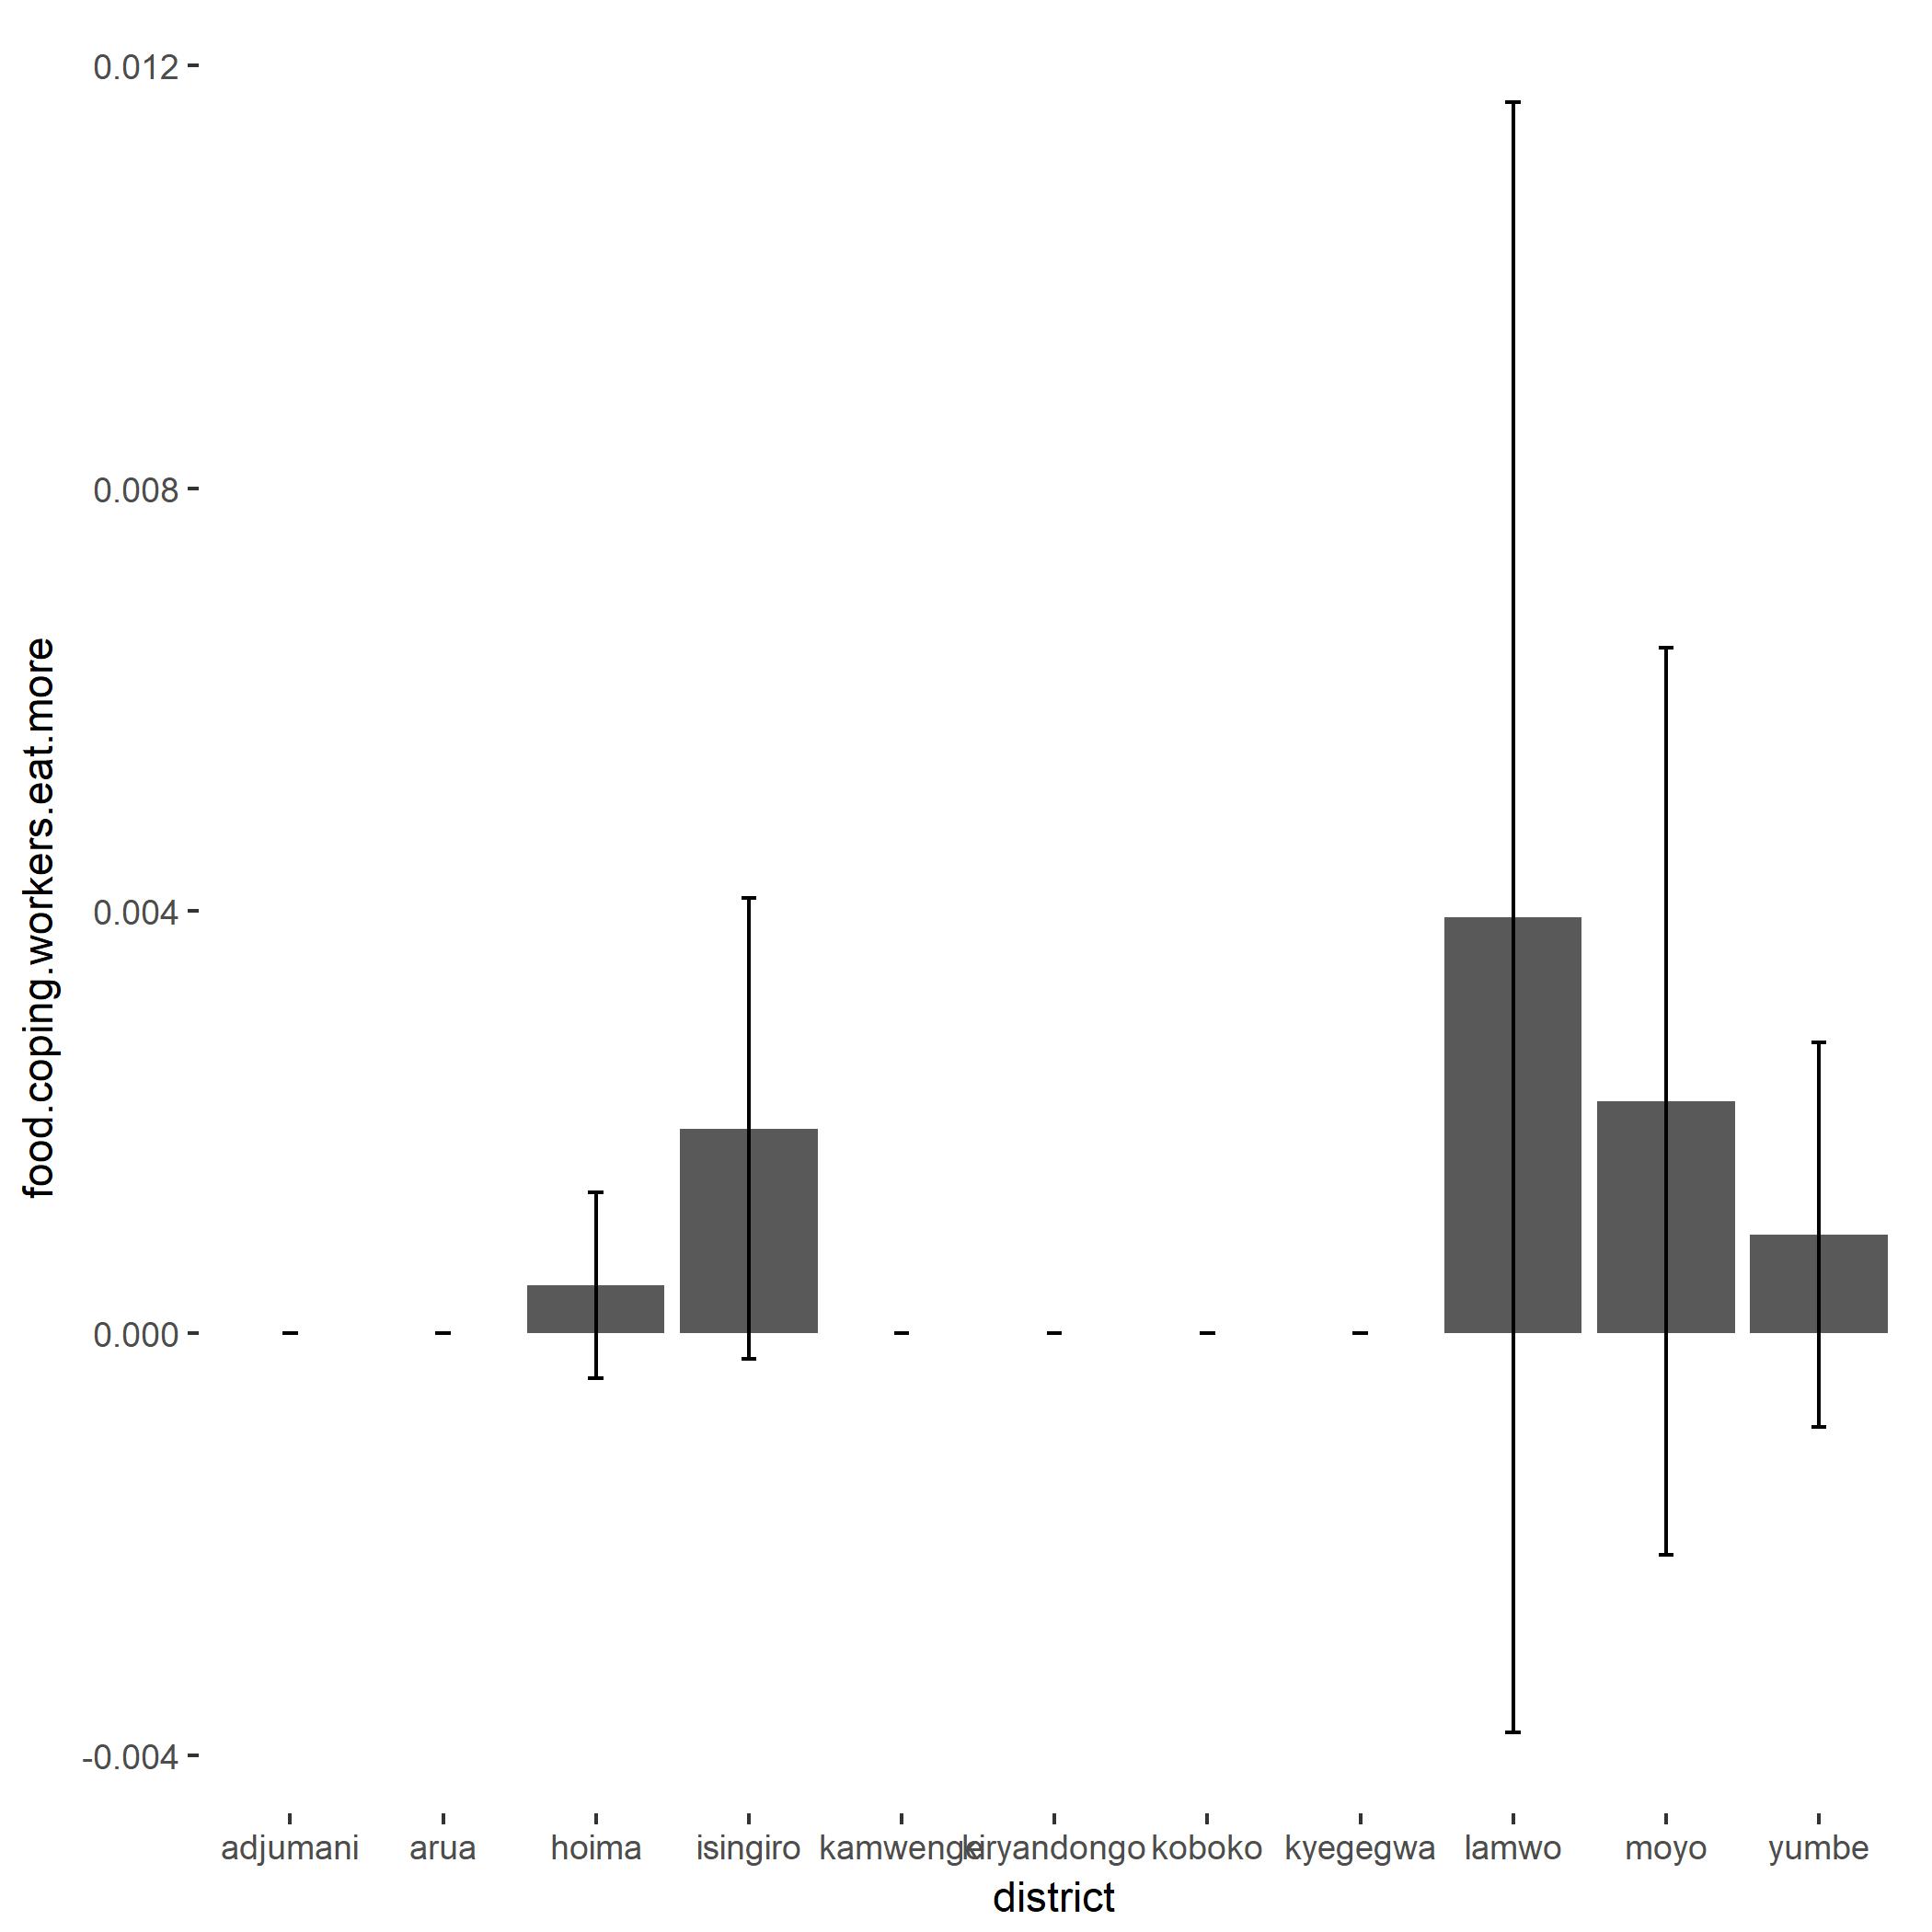 food.coping.workers.eat.more
0.012
0.008
0.004
0.000
-0.004
adjumani arua hoima isingiro kamwenge kiryandongo koboko kyegegwa lamwo moyo yumbe
district